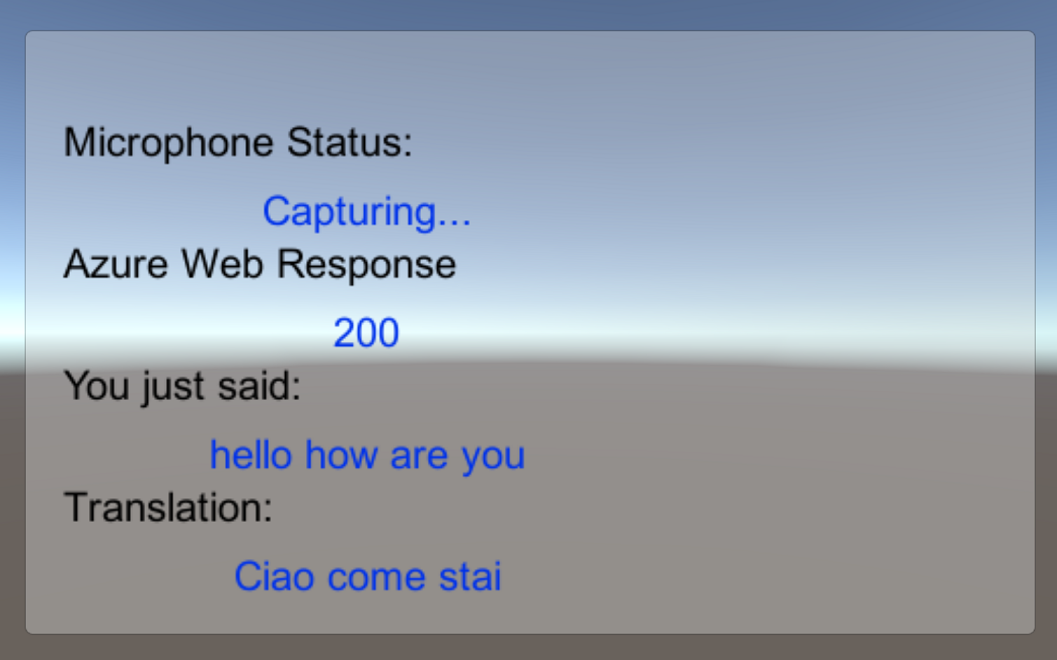 Microphone Status:
Capturing...
Azure Web Response
200
You just said:
hello how are you
Translation:
Ciao come stai